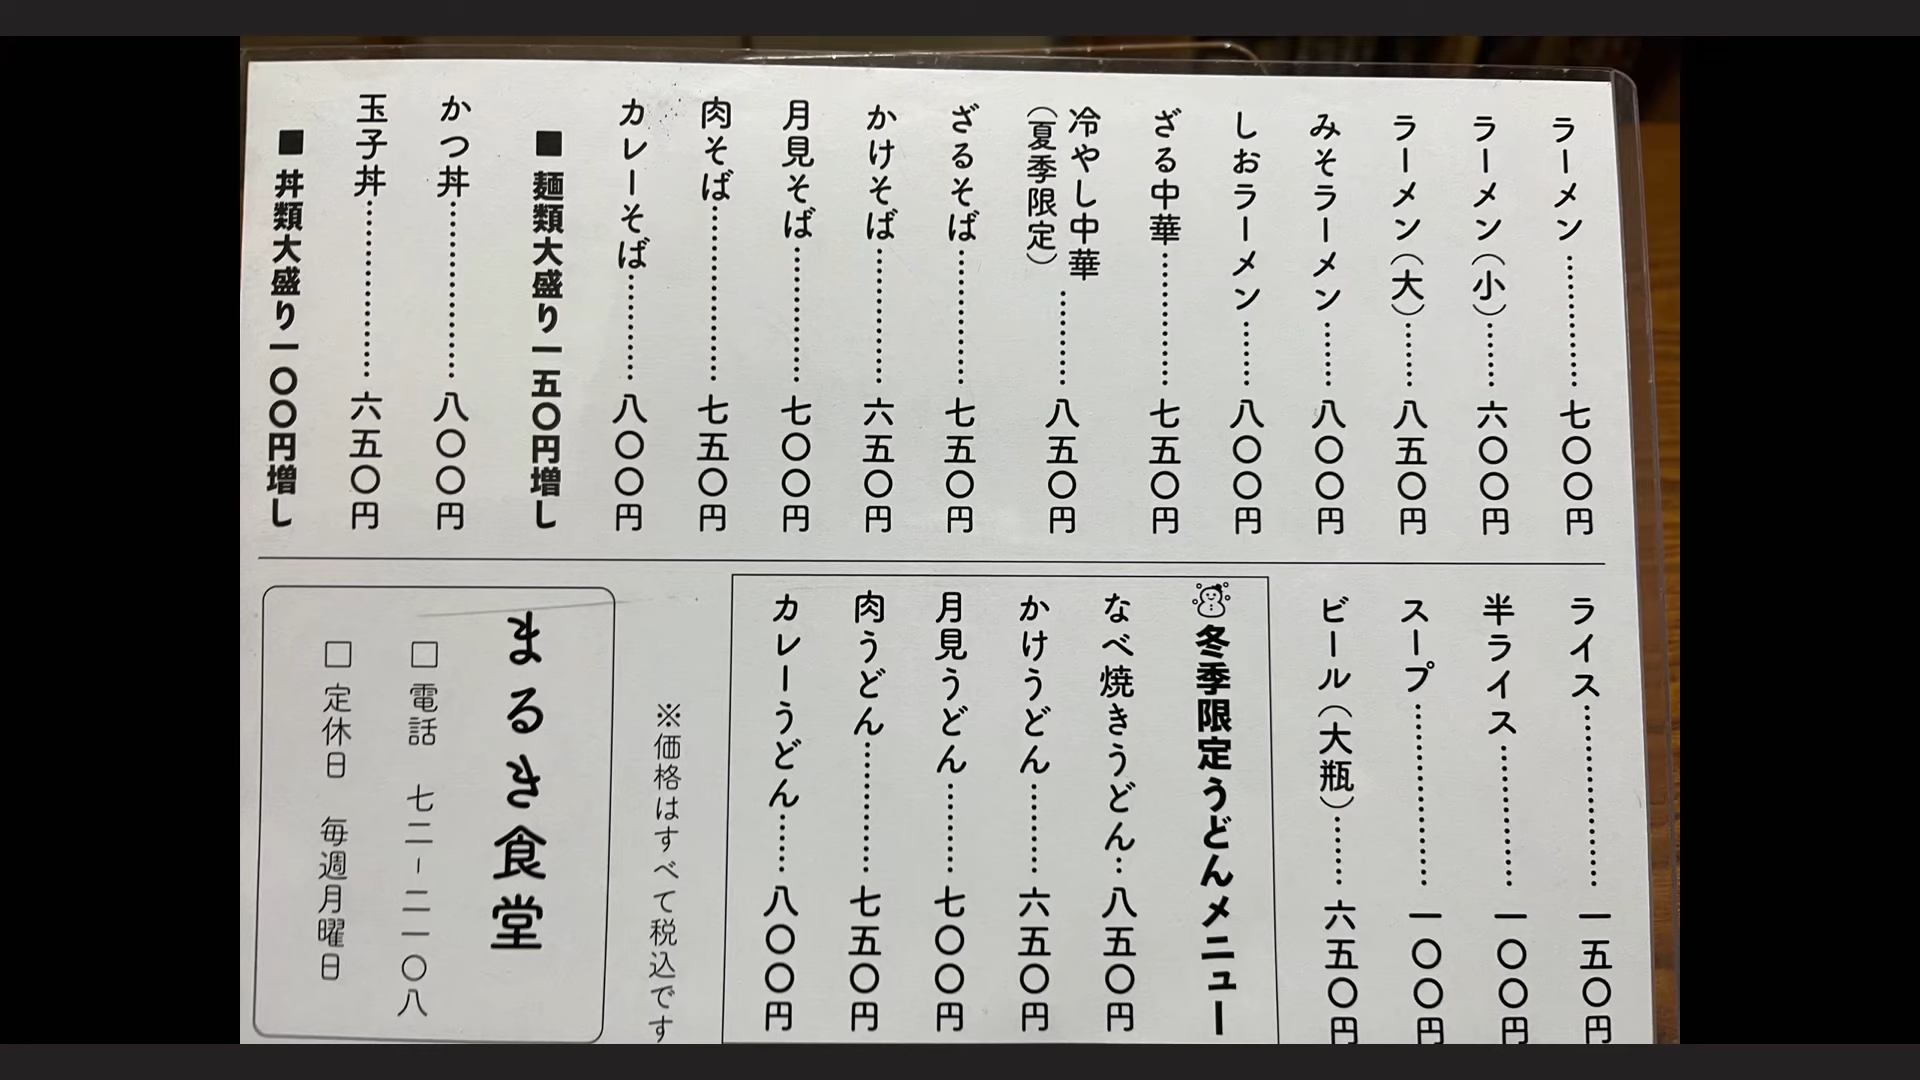 ラーメン…………七〇〇円
ラーメン（小）……六〇〇円
ラーメン（大）……八五〇円
みそラーメン……八〇〇円
しおラーメン……八〇〇円
ざる中華…………七五〇円
冷やし中華
（夏季限定）………八五〇円
ざるそば…………七五〇円
かけそば…………六五〇円
月見そば…………七〇〇円
肉そば……………七五〇円
カレーそば………八〇〇円
■ 麺類大盛り一五〇円増し
かつ丼……………八〇〇円
玉子丼……………六五〇円
■ 丼類大盛り一〇〇円増し
ライス……………一五〇円
半ライス…………一〇〇円
スープ……………一〇〇円
ビール（大瓶）……六五〇円
冬季限定うどんメニュー
なべ焼きうどん…八五〇円
かけうどん………六五〇円
月見うどん………七〇〇円
肉うどん…………七五〇円
カレーうどん……八〇〇円
※価格はすべて税込です
まるき食堂
□ 電話 七二-二一〇八
□ 定休日 毎週月曜日